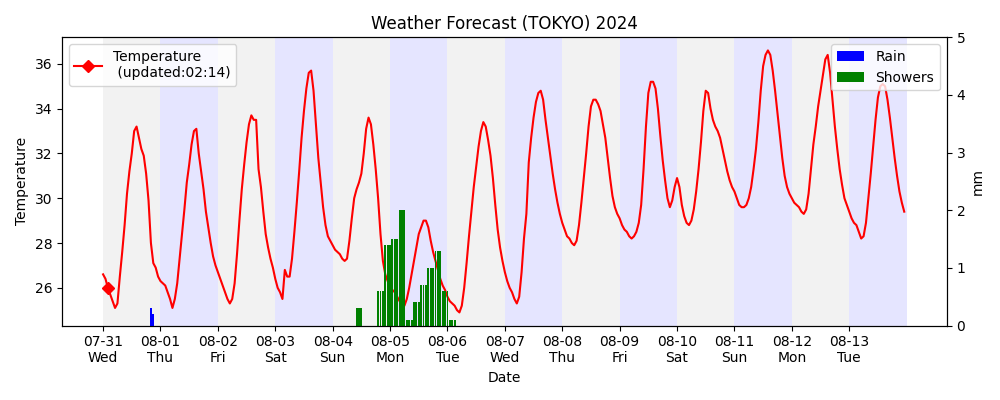 Weather Forecast (TOKYO) 2024
Temperature
(updated:02:14)
Rain
Showers
36
34
32
30
28
26
Temperature
5
4
3
2
1
0
mm
07-31 08-01 08-02 08-03 08-04 08-05 08-06 08-07 08-08 08-09 08-10 08-11 08-12 08-13
Wed Thu Fri Sat Sun Mon Tue Wed Thu Fri Sat Sun Mon Tue
Date